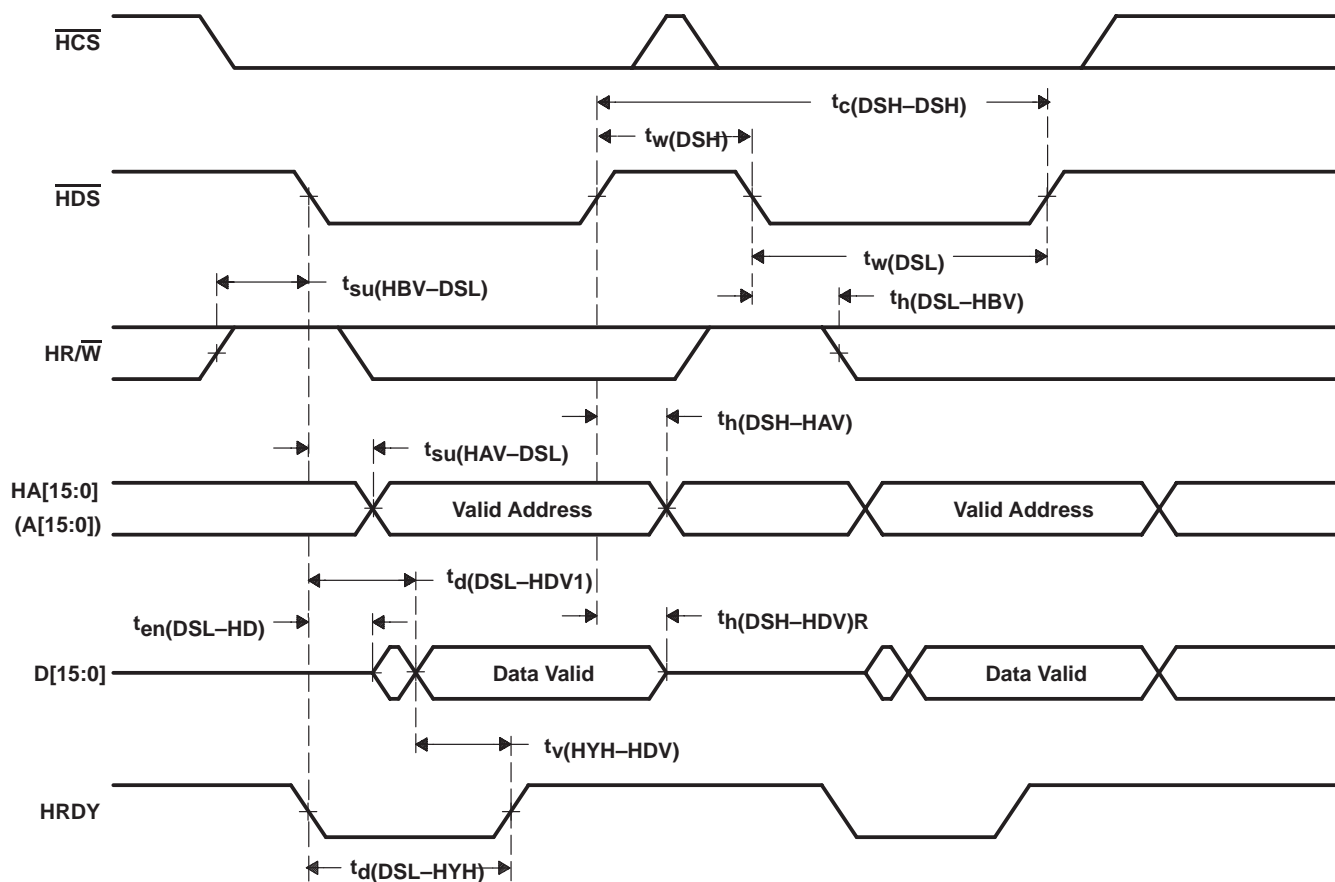 HCS
tc(DSH–DSH)
tw(DSH)
HDS
tw(DSL)
tsu(HBV–DSL)
th(DSL–HBV)
HR/W
th(DSH–HAV)
tsu(HAV–DSL)
HA[15:0]
(A[15:0])
Valid Address
Valid Address
td(DSL–HDV1)
ten(DSL–HD)
th(DSH–HDV)R
D[15:0]
Data Valid
Data Valid
tv(HYH–HDV)
HRDY
td(DSL–HYH)